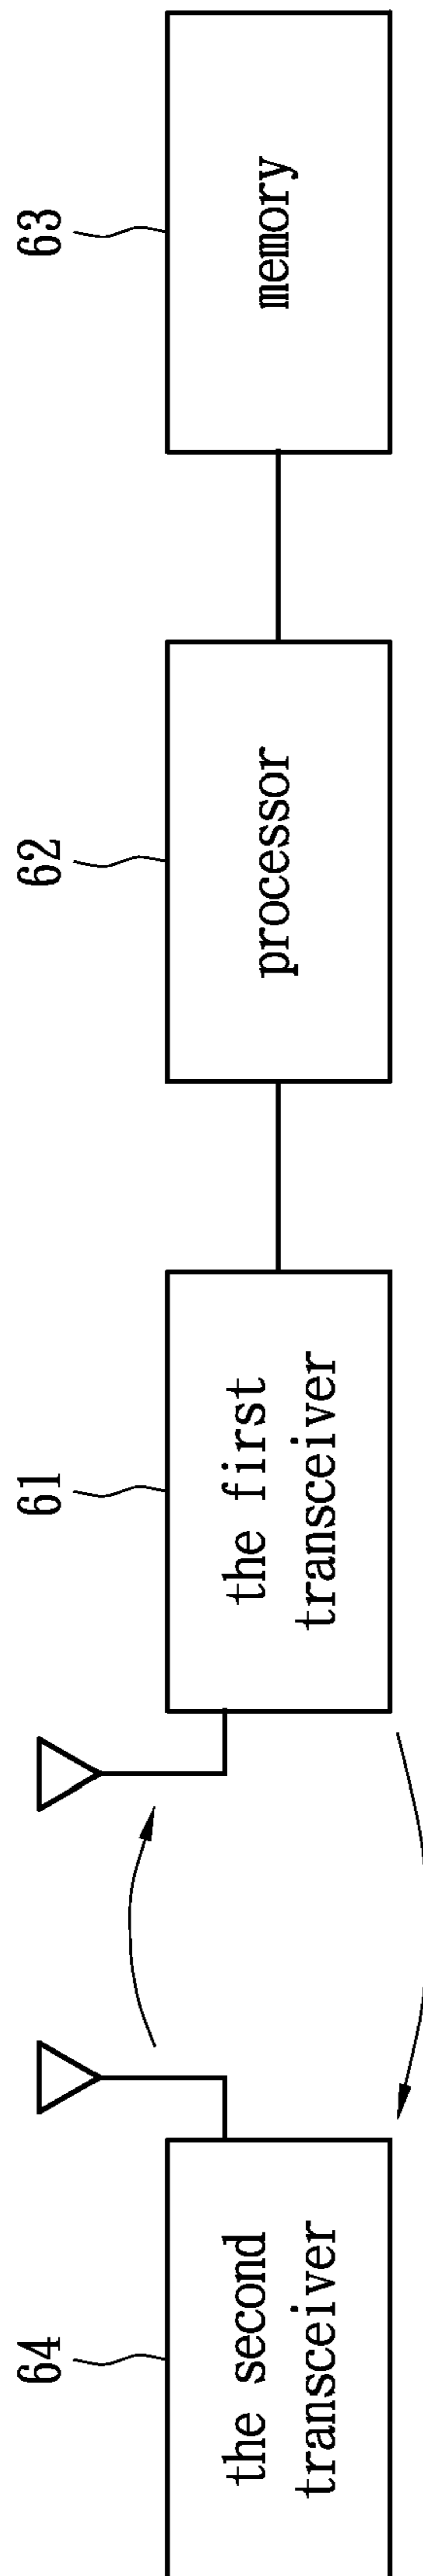 64
61
62
63
the second
transceiver
the first
transceiver
processor
memory